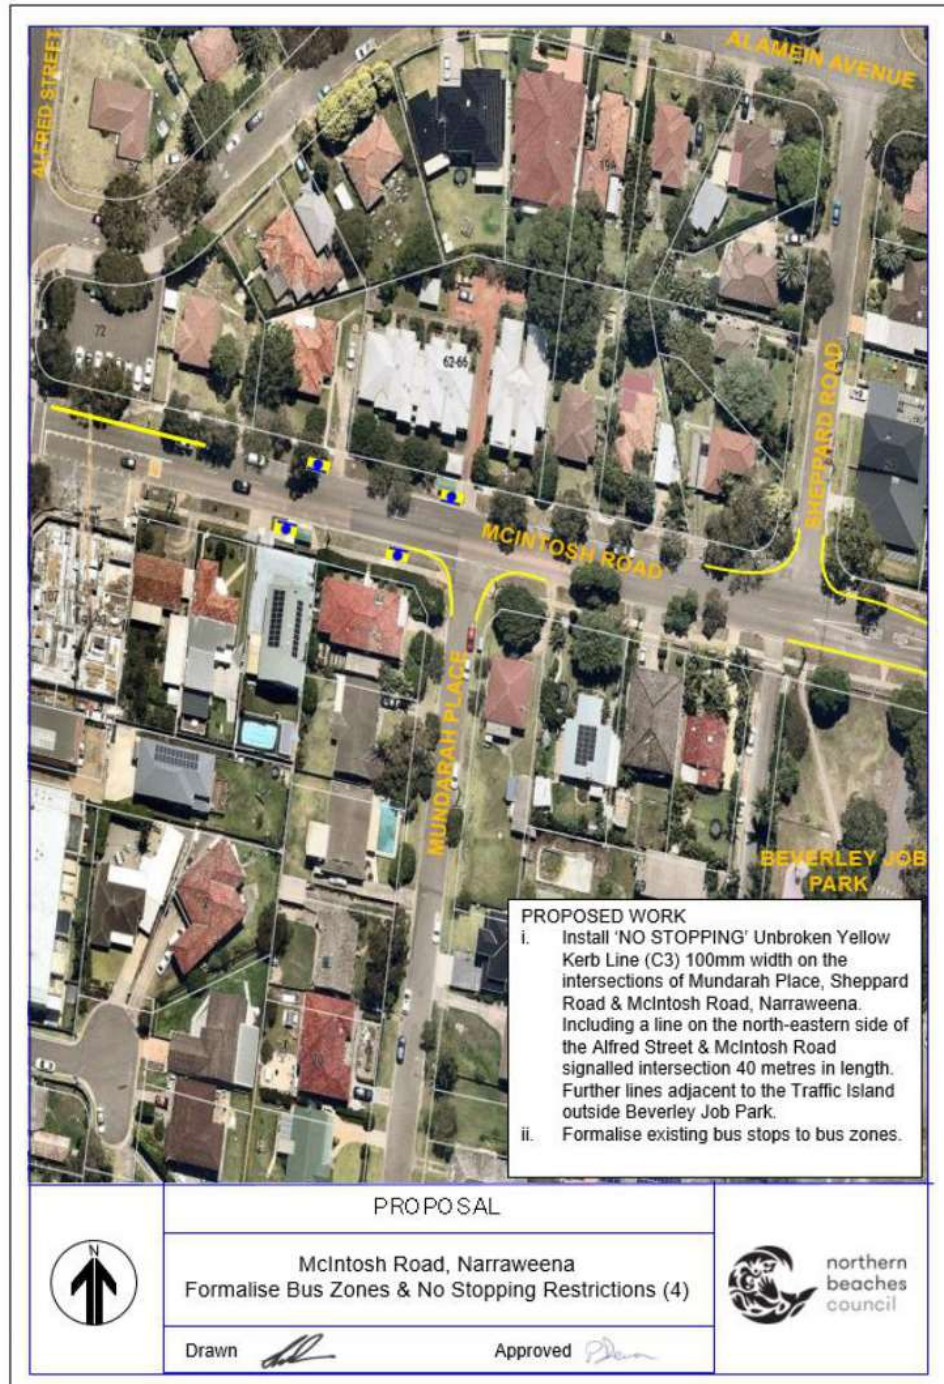 ALFRED STREET
ALAMEIN AVENUE
19A
72
62-66
SHEPPARD ROAD
MCINTOSH ROAD
107
MUNDARAH PLACE
BEVERLEY JOB
PARK
PROPOSED WORK
i. Install 'NO STOPPING' Unbroken Yellow
Kerb Line (C3) 100mm width on the
intersections of Mundarah Place, Sheppard
Road & McIntosh Road, Narraweena.
Including a line on the north-eastern side of
the Alfred Street & McIntosh Road
signalled intersection 40 metres in length.
Further lines adjacent to the Traffic Island
outside Beverley Job Park.
ii. Formalise existing bus stops to bus zones.
N
PROPOSAL
McIntosh Road, Narraweena
Formalise Bus Zones & No Stopping Restrictions (4)
Drawn
Approved
northern
beaches
council